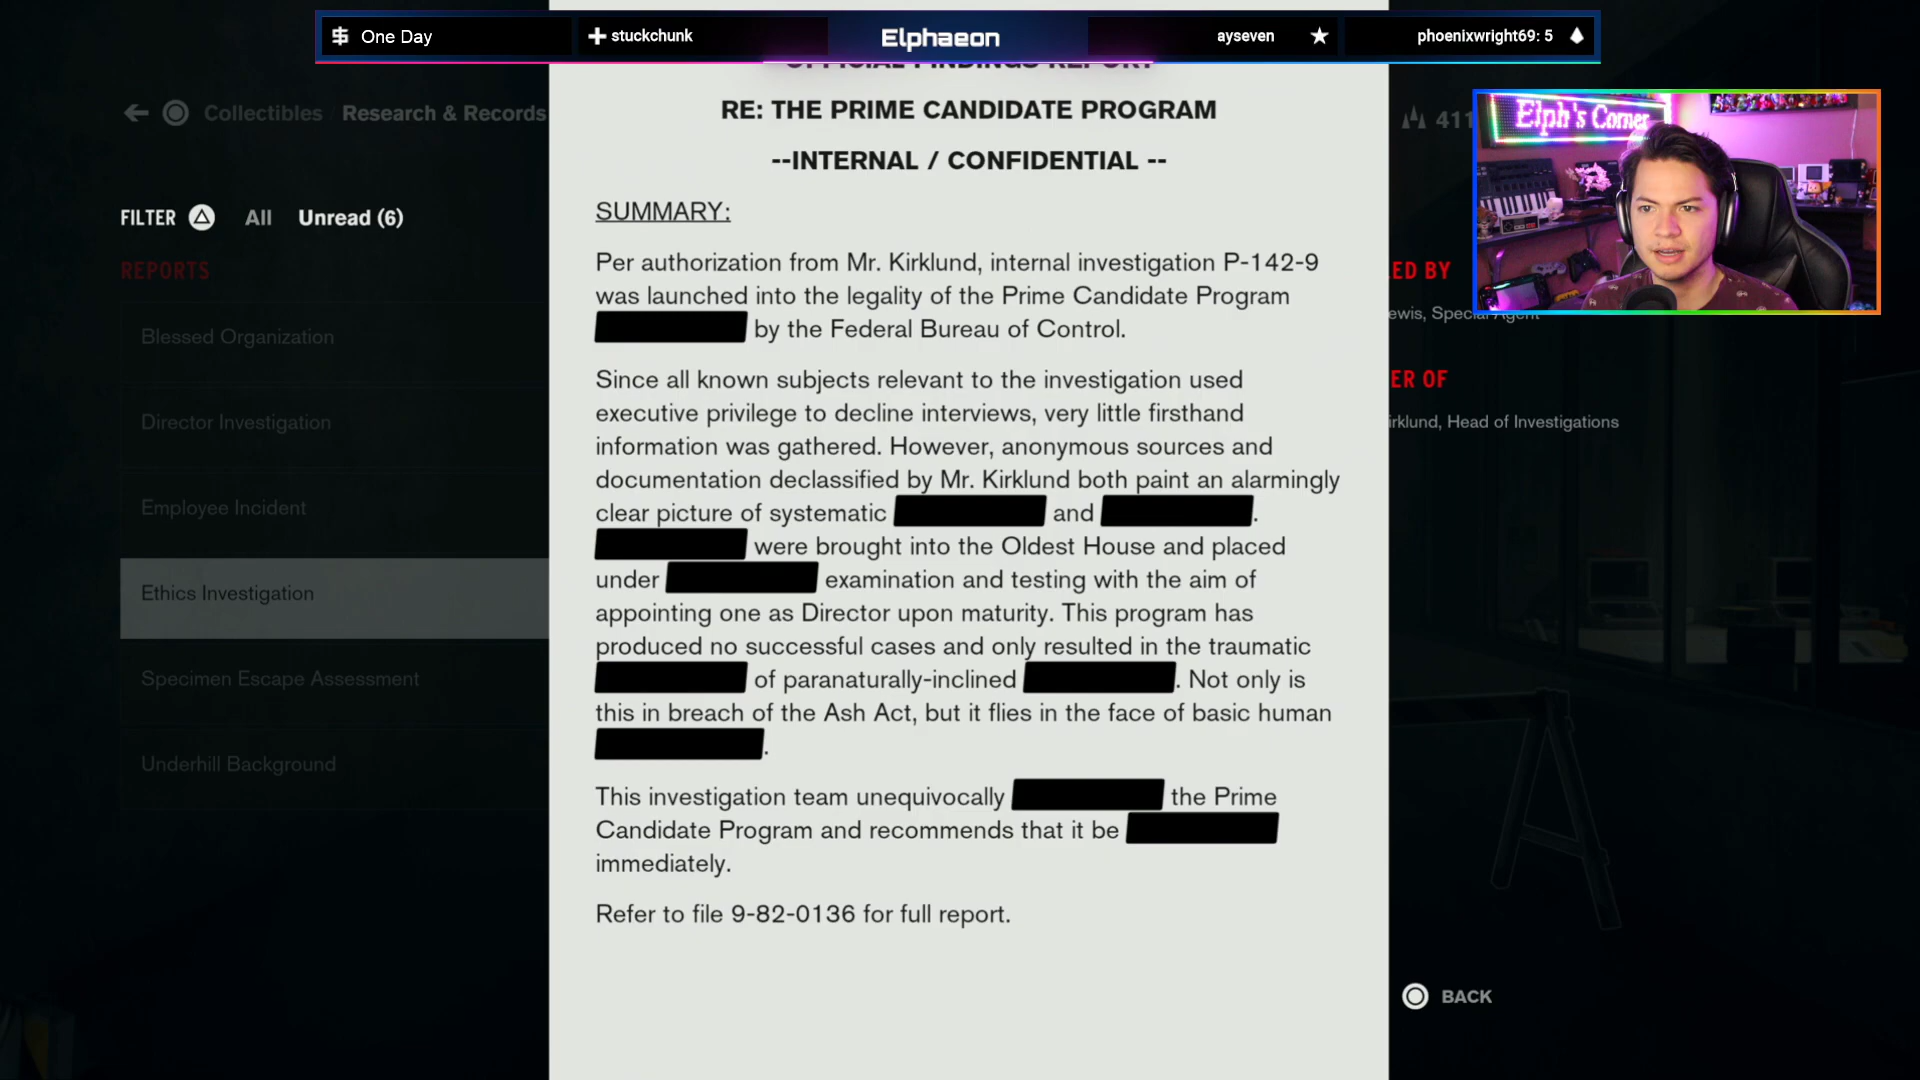 One Day
stuckchunk
Elphaeon
ayseven
phoenixwright69: 5
OFFICIAL FINDINGS REPORT
Collectibles / Research & Records
RE: THE PRIME CANDIDATE PROGRAM
411
Elph's Corner
--INTERNAL / CONFIDENTIAL --
FILTER All Unread (6)
REPORTS
Blessed Organization
Director Investigation
Employee Incident
Ethics Investigation
Specimen Escape Assessment
Underhill Background
SUMMARY:
Per authorization from Mr. Kirklund, internal investigation P-142-9
was launched into the legality of the Prime Candidate Program
by the Federal Bureau of Control.
Since all known subjects relevant to the investigation used
executive privilege to decline interviews, very little firsthand
information was gathered. However, anonymous sources and
documentation declassified by Mr. Kirklund both paint an alarmingly
clear picture of systematic and .
were brought into the Oldest House and placed
under examination and testing with the aim of
appointing one as Director upon maturity. This program has
produced no successful cases and only resulted in the traumatic
of paranaturally-inclined . Not only is
this in breach of the Ash Act, but it flies in the face of basic human
.
This investigation team unequivocally the Prime
Candidate Program and recommends that it be
immediately.
Refer to file 9-82-0136 for full report.
ED BY
ewis, Special Agent
ER OF
irklund, Head of Investigations
BACK